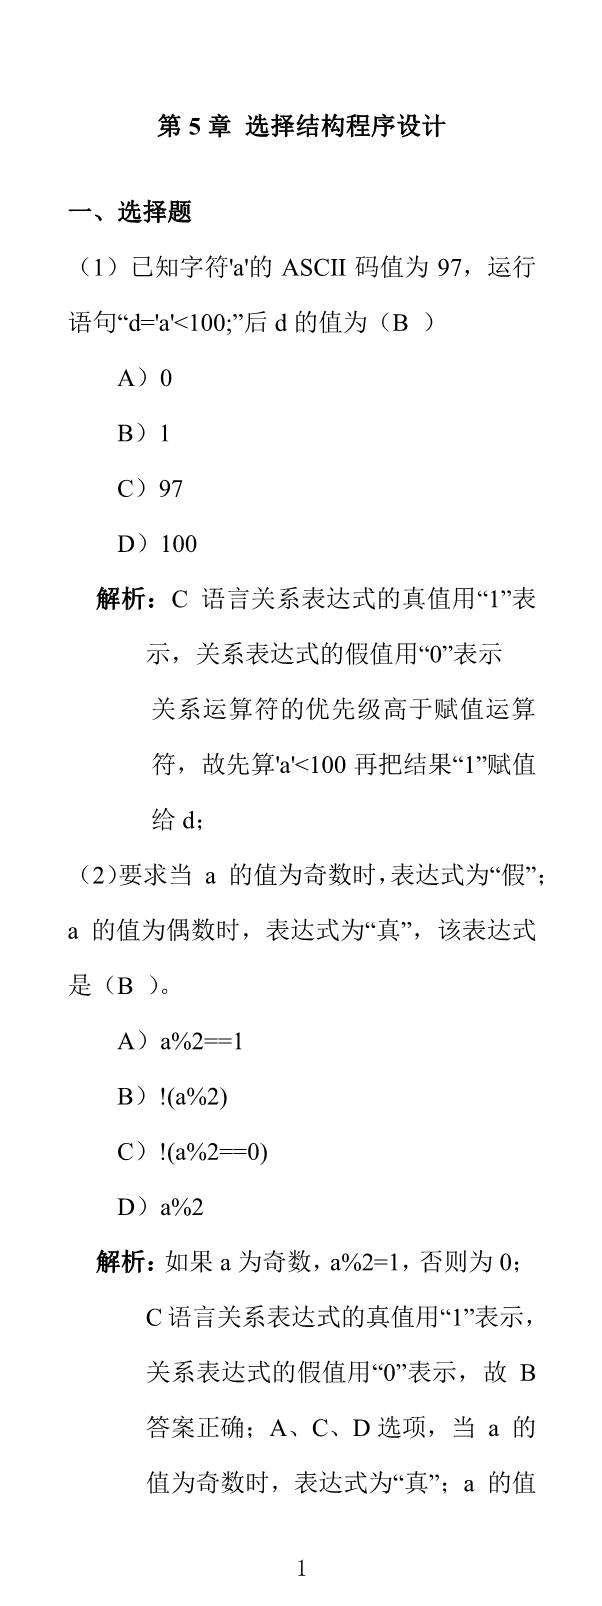 第 5 章 选择结构程序设计
一、选择题
（1）已知字符'a'的 ASCII 码值为 97，运行
语句“d='a'<100;”后 d 的值为（B ）
A）0
B）1
C）97
D）100
解析：C 语言关系表达式的真值用“1”表
示，关系表达式的假值用“0”表示
关系运算符的优先级高于赋值运算
符，故先算'a'<100 再把结果“1”赋值
给 d；
（2）要求当 a 的值为奇数时，表达式为“假”；
a 的值为偶数时，表达式为“真”，该表达式
是（B ）。
A）a%2==1
B）!(a%2)
C）!(a%2==0)
D）a%2
解析：如果 a 为奇数，a%2=1，否则为 0；
C 语言关系表达式的真值用“1”表示，
关系表达式的假值用“0”表示，故 B
答案正确；A、C、D 选项，当 a 的
值为奇数时，表达式为“真”；a 的值
1